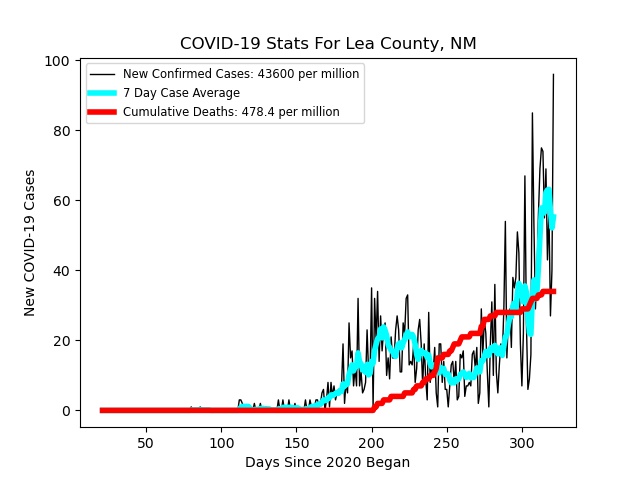 COVID-19 Stats For Lea County, NM
New Confirmed Cases: 43600 per million
7 Day Case Average
Cumulative Deaths: 478.4 per million
New COVID-19 Cases
100
80
60
40
20
0
50 100 150 200 250 300
Days Since 2020 Began